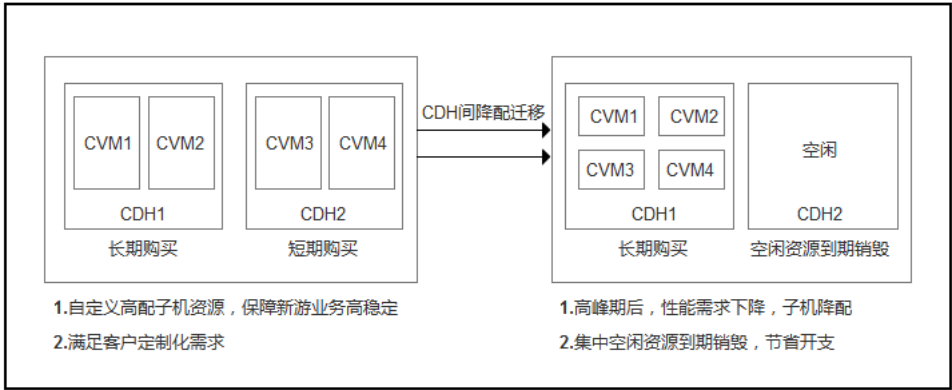 CDH间降配迁移
CVM1 CVM2 CVM3 CVM4
CDH1 CDH2
长期购买 短期购买
CVM1 CVM2
空闲
CVM3 CVM4
CDH1 CDH2
长期购买 空闲资源到期销毁
1.自定义高配子机资源，保障新游业务高稳定
2.满足客户定制化需求
1.高峰期后，性能需求下降，子机降配
2.集中空闲资源到期销毁，节省开支